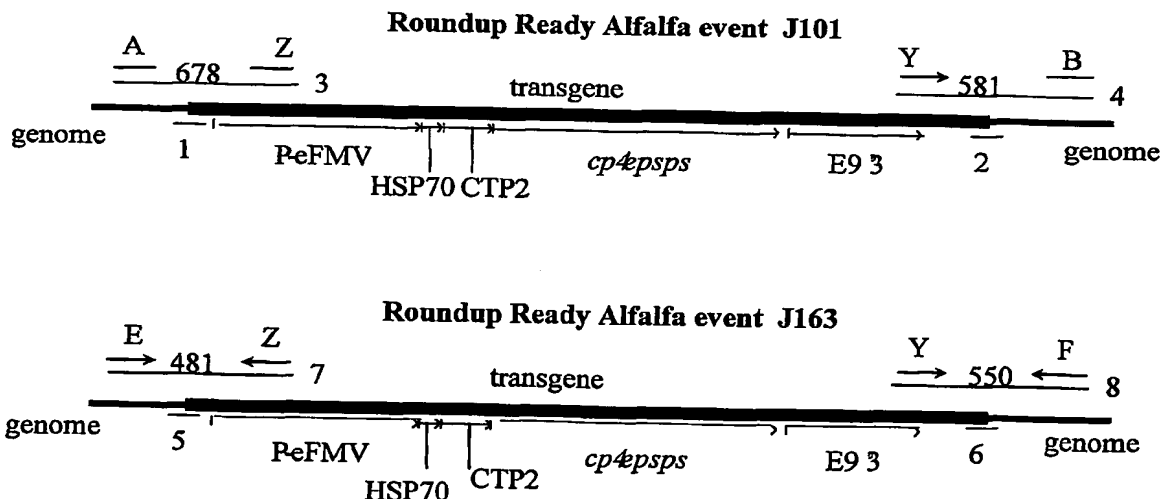 Roundup Ready Alfalfa event J101
A Z Y B
678 3 transgene 581 4
genome 1 P-eFMV cp4epsps E9 3 2 genome
HSP70 CTP2
Roundup Ready Alfalfa event J163
E Z Y F
481 7 transgene 550 8
genome 5 P-eFMV cp4epsps E9 3 6 genome
HSP70 CTP2